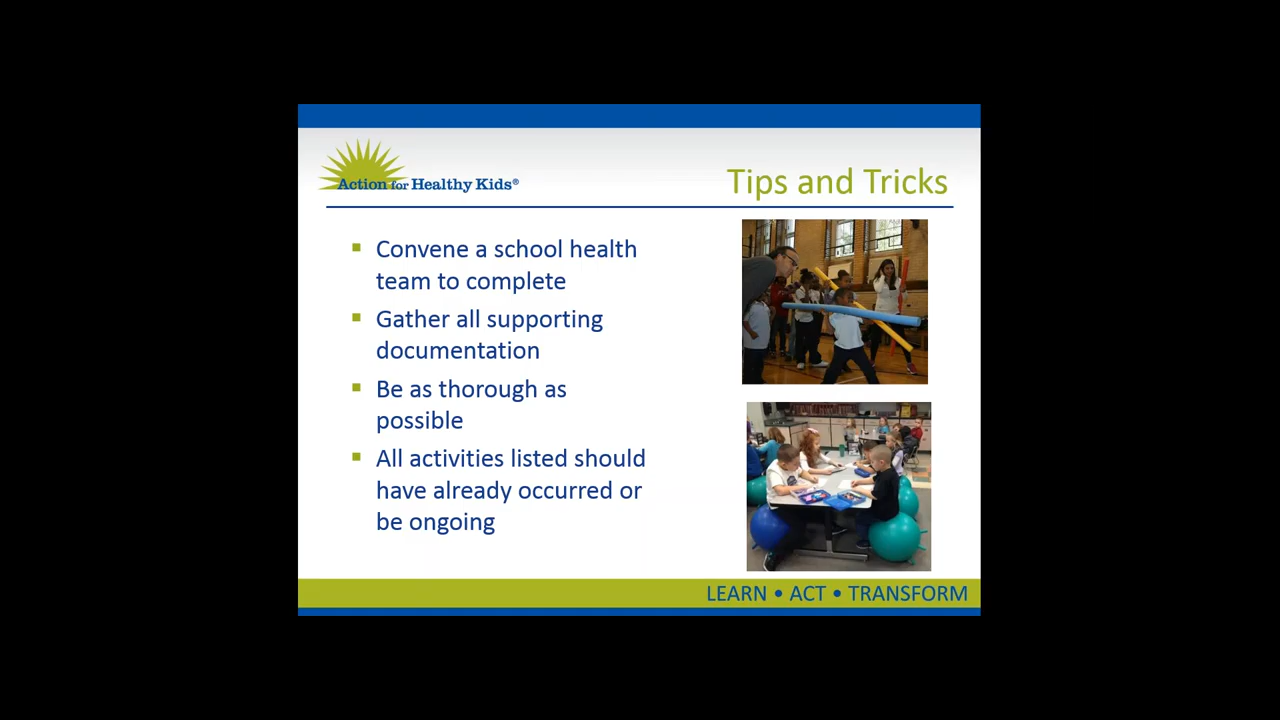 Action for Healthy Kids®
Tips and Tricks
▪ Convene a school health
team to complete
▪ Gather all supporting
documentation
▪ Be as thorough as
possible
▪ All activities listed should
have already occurred or
be ongoing
LEARN • ACT • TRANSFORM